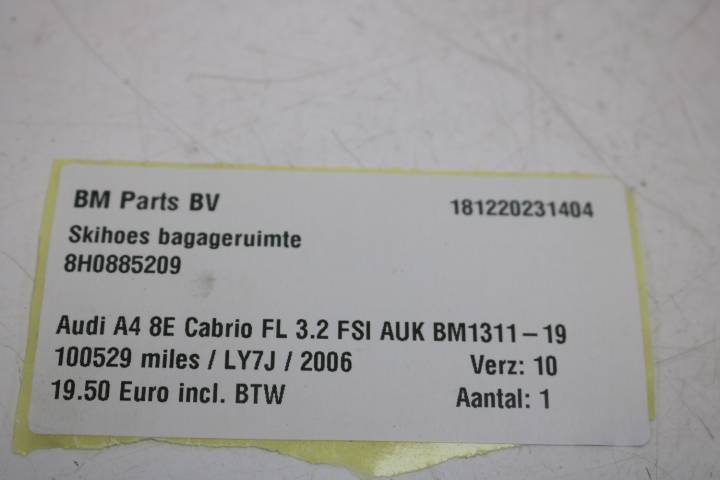 BM Parts BV 181220231404
Skihoes bagageruimte
8H0885209
Audi A4 8E Cabrio FL 3.2 FSI AUK BM1311-19
100529 miles / LY7J / 2006 Verz: 10
19.50 Euro incl. BTW Aantal: 1